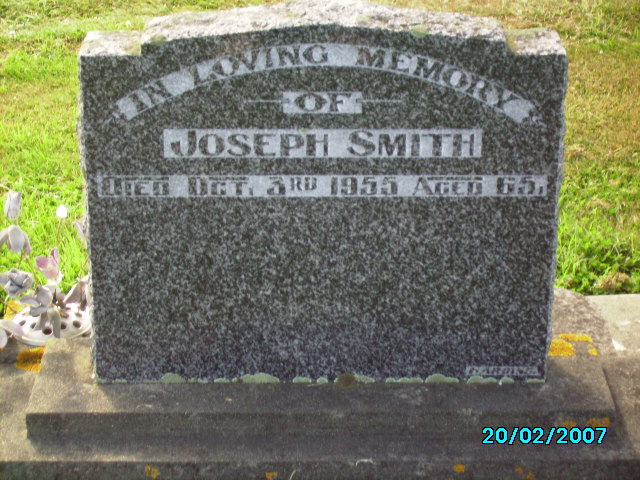 IN LOVING MEMORY
OF
JOSEPH SMITH
DIED OCT. 3RD 1955 AGED 65.
20/02/2007